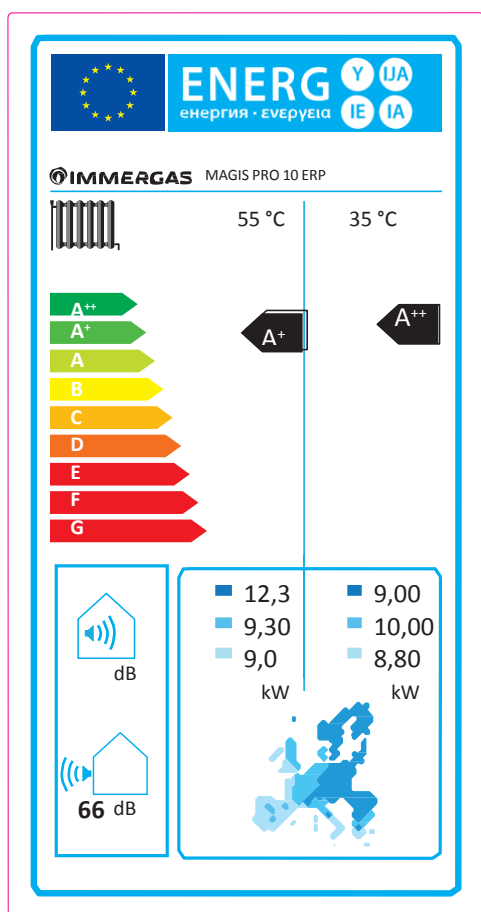 ENERG Y IJA
енергия · ενεργεια IE IA
IMMERGAS MAGIS PRO 10 ERP
55 °C 35 °C
A++
A+
A
B
C
D
E
F
G
A+
A++
dB
66 dB
12,3 9,00
9,30 10,00
9,0 8,80
kW kW